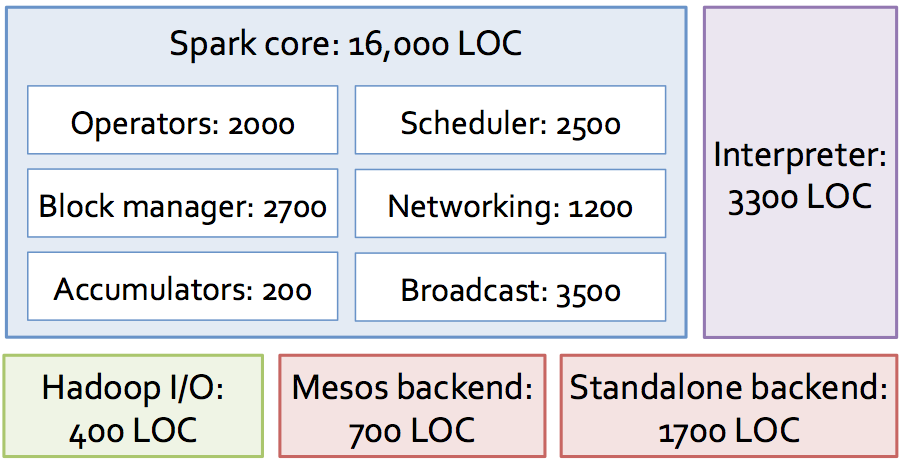 Spark core: 16,000 LOC
Operators: 2000
Scheduler: 2500
Block manager: 2700
Networking: 1200
Accumulators: 200
Broadcast: 3500
Interpreter:
3300 LOC
Hadoop I/O:
400 LOC
Mesos backend:
700 LOC
Standalone backend:
1700 LOC